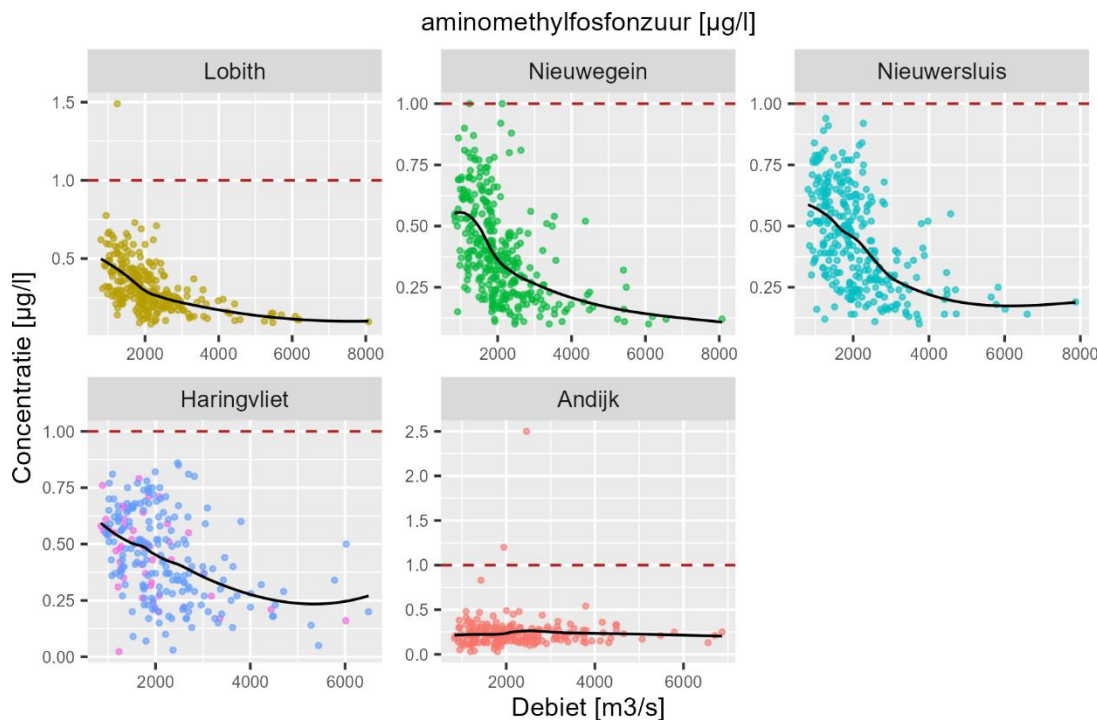 aminomethylfosfonzuur [µg/l]
Lobith
Nieuwegein
Nieuwersluis
1.5
1.0
0.5
1.00
0.75
0.50
0.25
1.00
0.75
0.50
0.25
2000 4000 6000 8000
2000 4000 6000 8000
2000 4000 6000 8000
Concentratie [µg/l]
Haringvliet
Andijk
1.00
0.75
0.50
0.25
0.00
2.5
2.0
1.5
1.0
0.5
0.0
2000 4000 6000
2000 4000 6000
Debiet [m3/s]